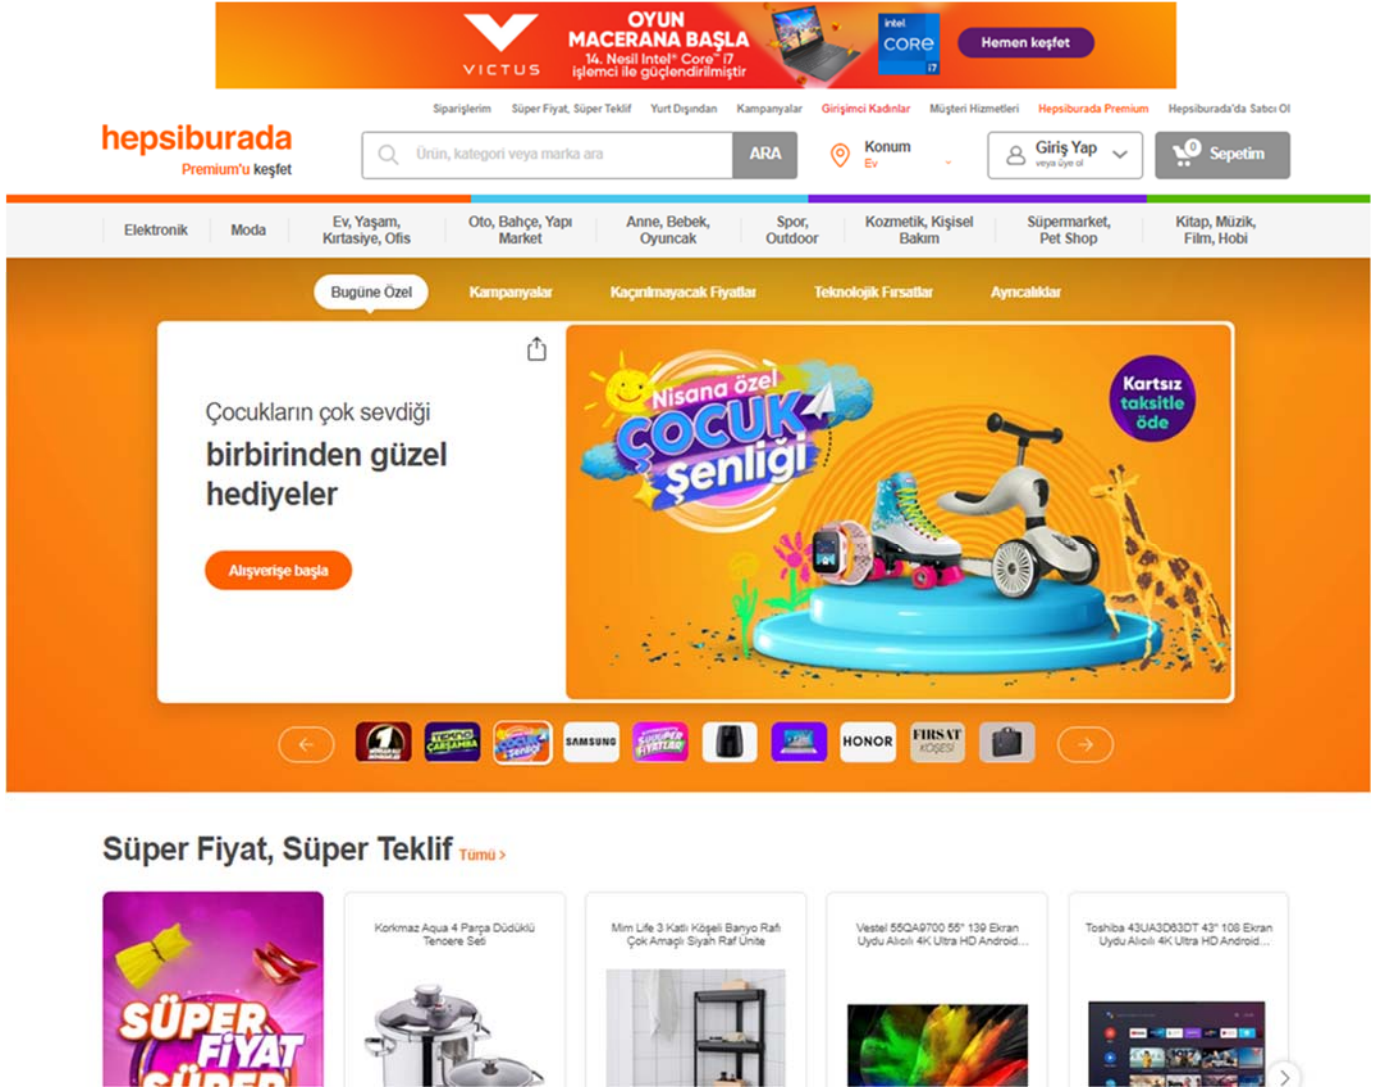 OYUN
MACERANA BAŞLA
14. Nesil Intel® Core™ i7
işlemci ile güçlendirilmiştir
VICTUS
intel
CORE
i7
Hemen keşfet
Siparişlerim Süper Fiyat, Süper Teklif Yurt Dışından Kampanyalar Girişimci Kadınlar Müşteri Hizmetleri Hepsiburada Premium Hepsiburada'da Satıcı Ol
hepsiburada
Premium'u keşfet
Ürün, kategori veya marka ara
ARA
Konum
Ev
Giriş Yap
veya üye ol
0
Sepetim
Elektronik
Moda
Ev, Yaşam,
Kırtasiye, Ofis
Oto, Bahçe, Yapı
Market
Anne, Bebek,
Oyuncak
Spor,
Outdoor
Kozmetik, Kişisel
Bakım
Süpermarket,
Pet Shop
Kitap, Müzik,
Film, Hobi
Bugüne Özel Kampanyalar Kaçırılmayacak Fiyatlar Teknolojik Fırsatlar Ayrıcalıklar
Çocukların çok sevdiği
birbirinden güzel
hediyeler
Alışverişe başla
Nisana özel
ÇOCUK
Şenliği
Kartsız
taksitle
öde
1
TEKNO
ÇARŞAMBA
ÇOCUK
Şenliği
SAMSUNG
FİYATLAR
HONOR
FIRSAT
KÖŞESİ
Süper Fiyat, Süper Teklif Tümü >
SÜPER
FİYAT
SÜPER
Korkmaz Aqua 4 Parça Düdüklü
Tencere Seti
Mim Life 3 Katlı Köşeli Banyo Rafı
Çok Amaçlı Siyah Raf Ünite
Vestel 55QA9700 55" 139 Ekran
Uydu Alıcılı 4K Ultra HD Android...
Toshiba 43UA3D63DT 43" 108 Ekran
Uydu Alıcılı 4K Ultra HD Android...